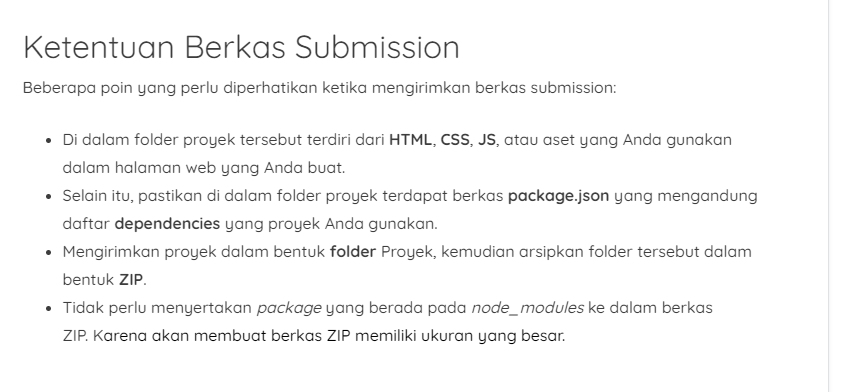 Ketentuan Berkas Submission
Beberapa poin yang perlu diperhatikan ketika mengirimkan berkas submission:
• Di dalam folder proyek tersebut terdiri dari HTML, CSS, JS, atau aset yang Anda gunakan
dalam halaman web yang Anda buat.
• Selain itu, pastikan di dalam folder proyek terdapat berkas package.json yang mengandung
daftar dependencies yang proyek Anda gunakan.
• Mengirimkan proyek dalam bentuk folder Proyek, kemudian arsipkan folder tersebut dalam
bentuk ZIP.
• Tidak perlu menyertakan package yang berada pada node_modules ke dalam berkas
ZIP. Karena akan membuat berkas ZIP memiliki ukuran yang besar.